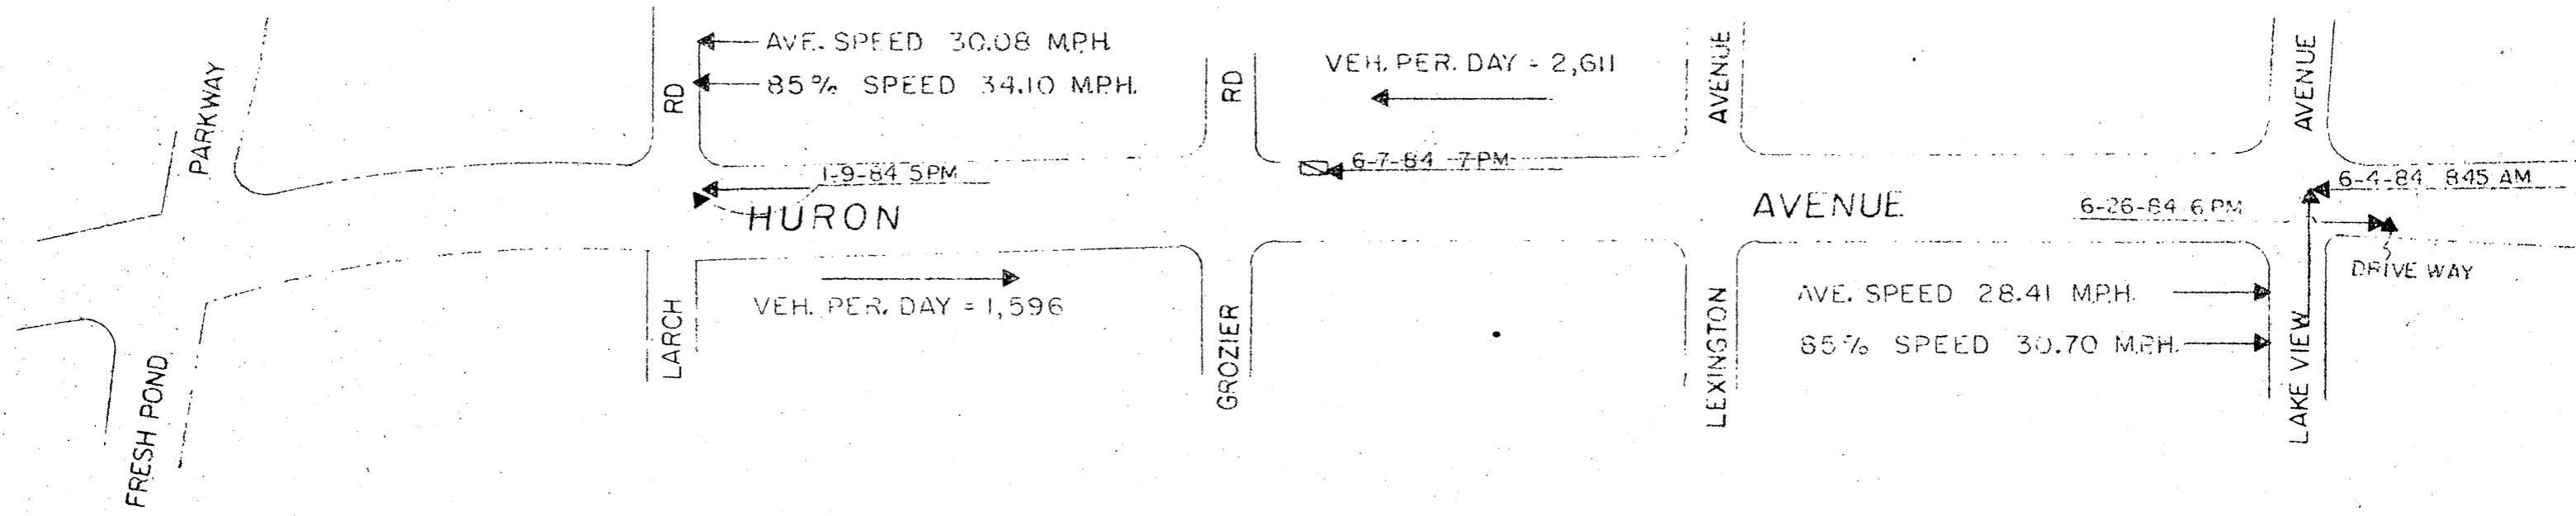 PARKWAY
FRESH POND
RD
LARCH
AVE. SPEED 30.08 M.P.H.
85% SPEED 34.10 M.P.H.
1-9-84 5PM
HURON
VEH. PER. DAY = 1,596
RD
GROZIER
VEH. PER. DAY = 2,611
6-7-84 7PM
AVENUE
LEXINGTON
AVENUE
6-26-84 6PM
AVE. SPEED 28.41 M.P.H.
85% SPEED 30.70 M.P.H.
AVENUE
LAKE VIEW
6-4-84 845 AM
DRIVE WAY